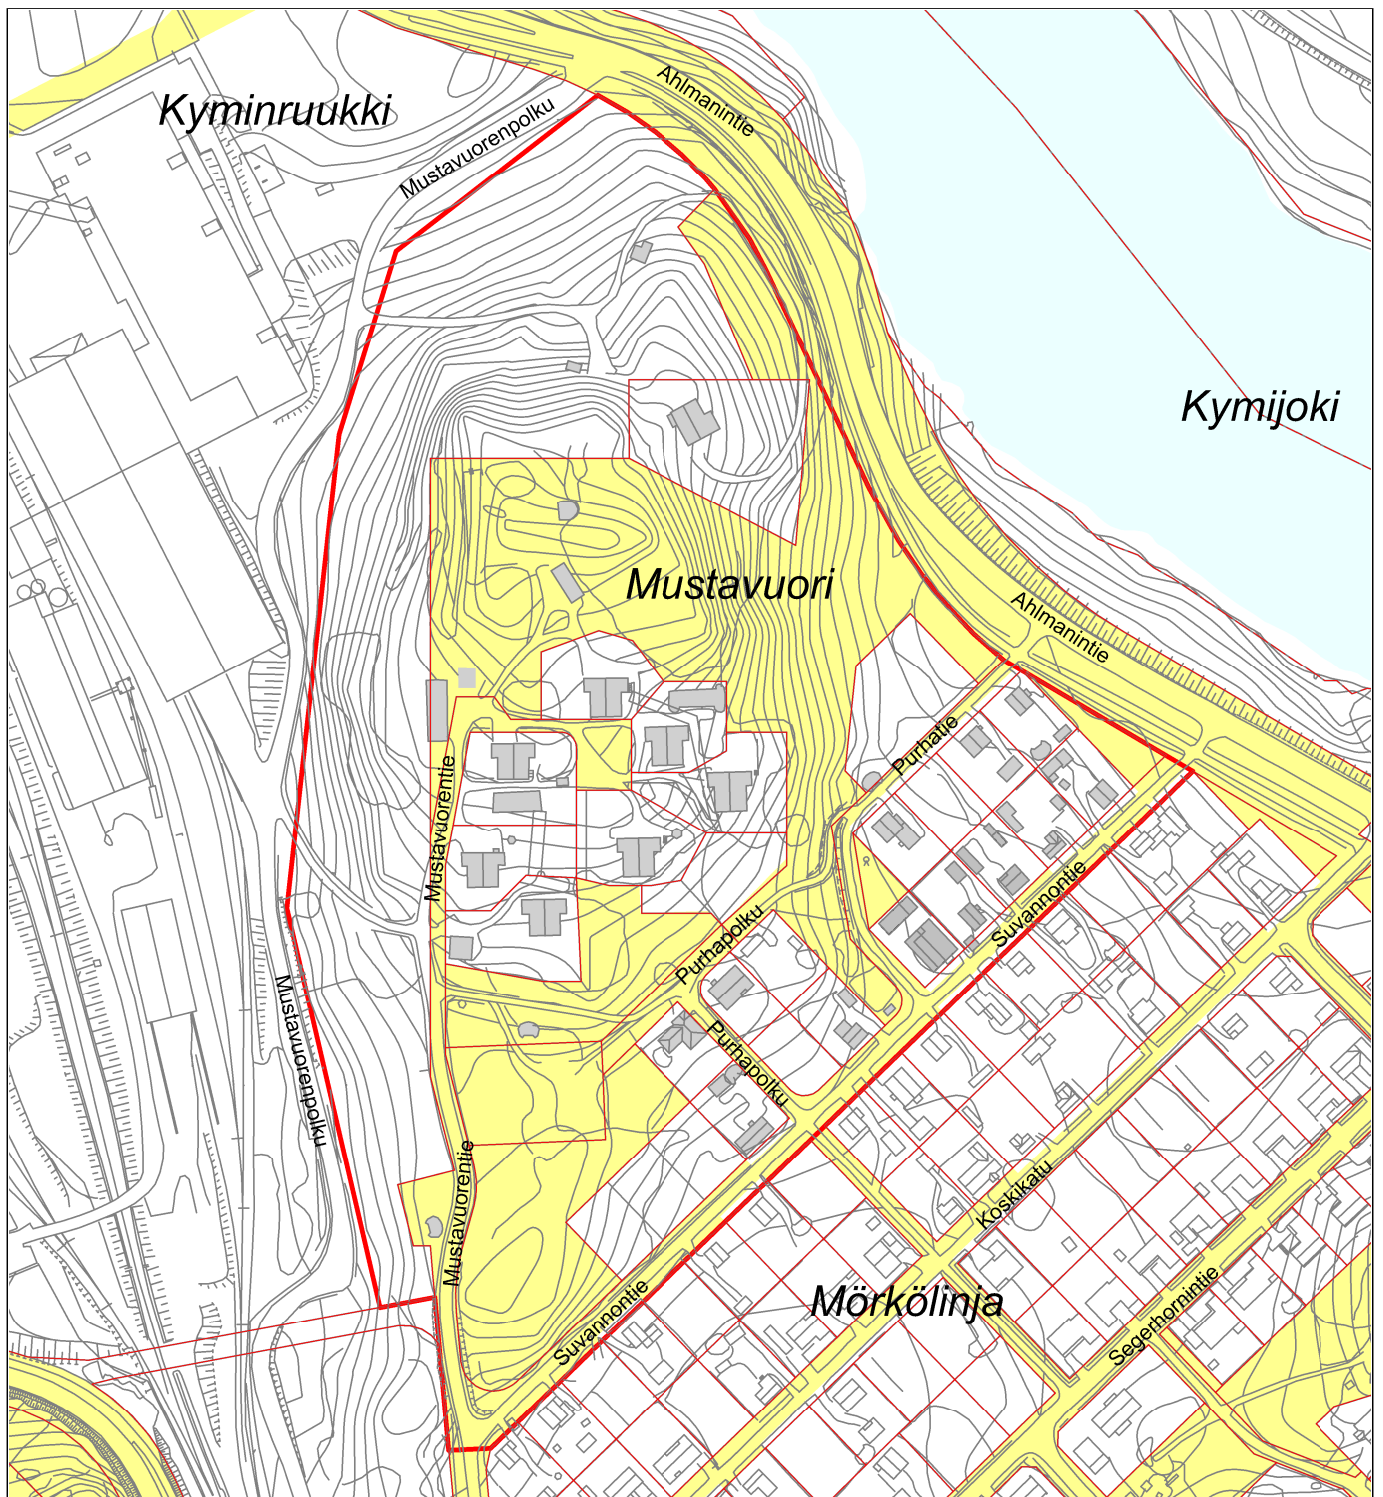 Ahlmanintie
Kyminruukki
Mustavuorenpolku
Kymijoki
Mustavuori
Ahlmanintie
Purhatie
Mustavuorentie
Suvannontie
Purhapolku
Mustavuorenpolku
Purhapolku
Mustavuorentie
Koskikatu
Mörkölinja
Segerhornintie
Suvannontie